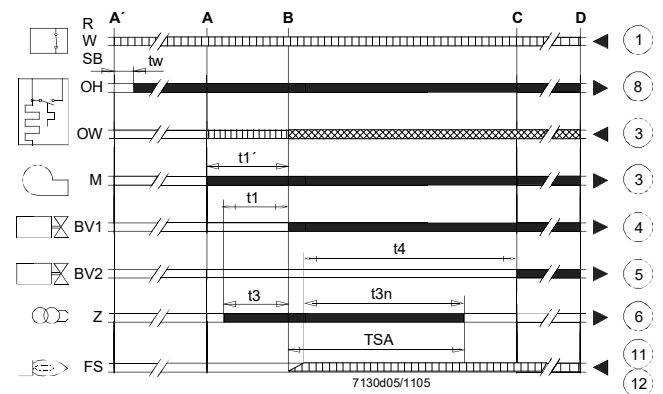 R A´ A B C D
W 1
SB tw
OH 8
OW 3
t1´
M 3
t1
BV1 4
t4
BV2 5
t3 t3n
Z 6
TSA
FS 11
7130d05/1105 12